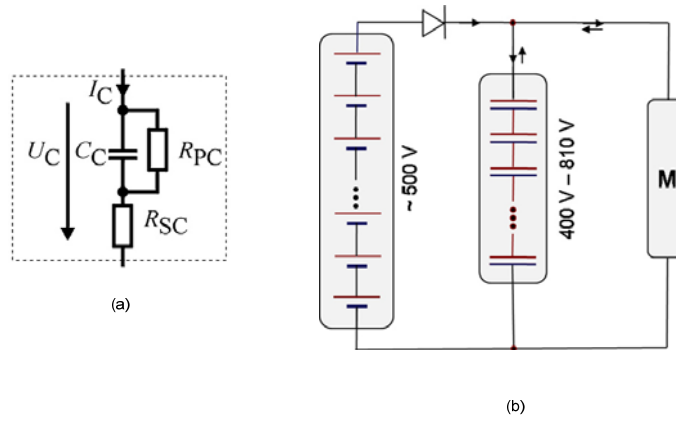 I_C
U_C
C_C
R_PC
R_SC
(a)
~ 500 V
400 V – 810 V
M
(b)